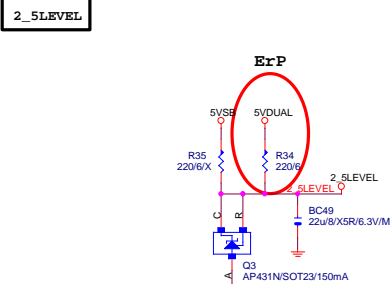 2_5LEVEL
ErP
5VSB 5VDUAL
R35
220/6/X
R34
220/6
2_5LEVEL
2_5LEVEL
C
R
BC49
22u/8/X5R/6.3V/M
A
Q3
AP431N/SOT23/150mA